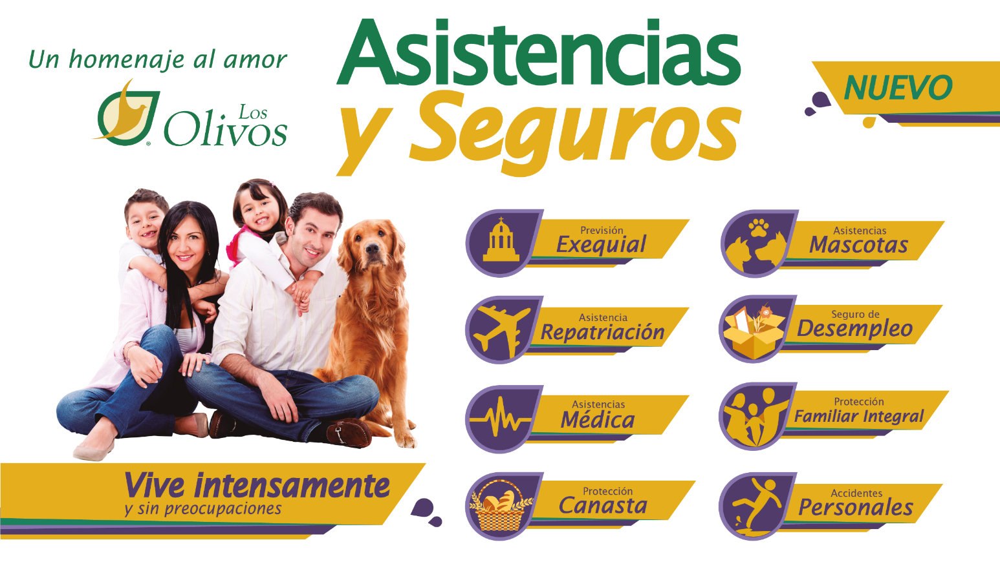 Un homenaje al amor
Los
Olivos
®
Asistencias
y Seguros
NUEVO
Previsión
Exequial
Asistencias
Mascotas
Asistencia
Repatriación
Seguro de
Desempleo
Asistencias
Médica
Protección
Familiar Integral
Protección
Canasta
Accidentes
Personales
Vive intensamente
y sin preocupaciones